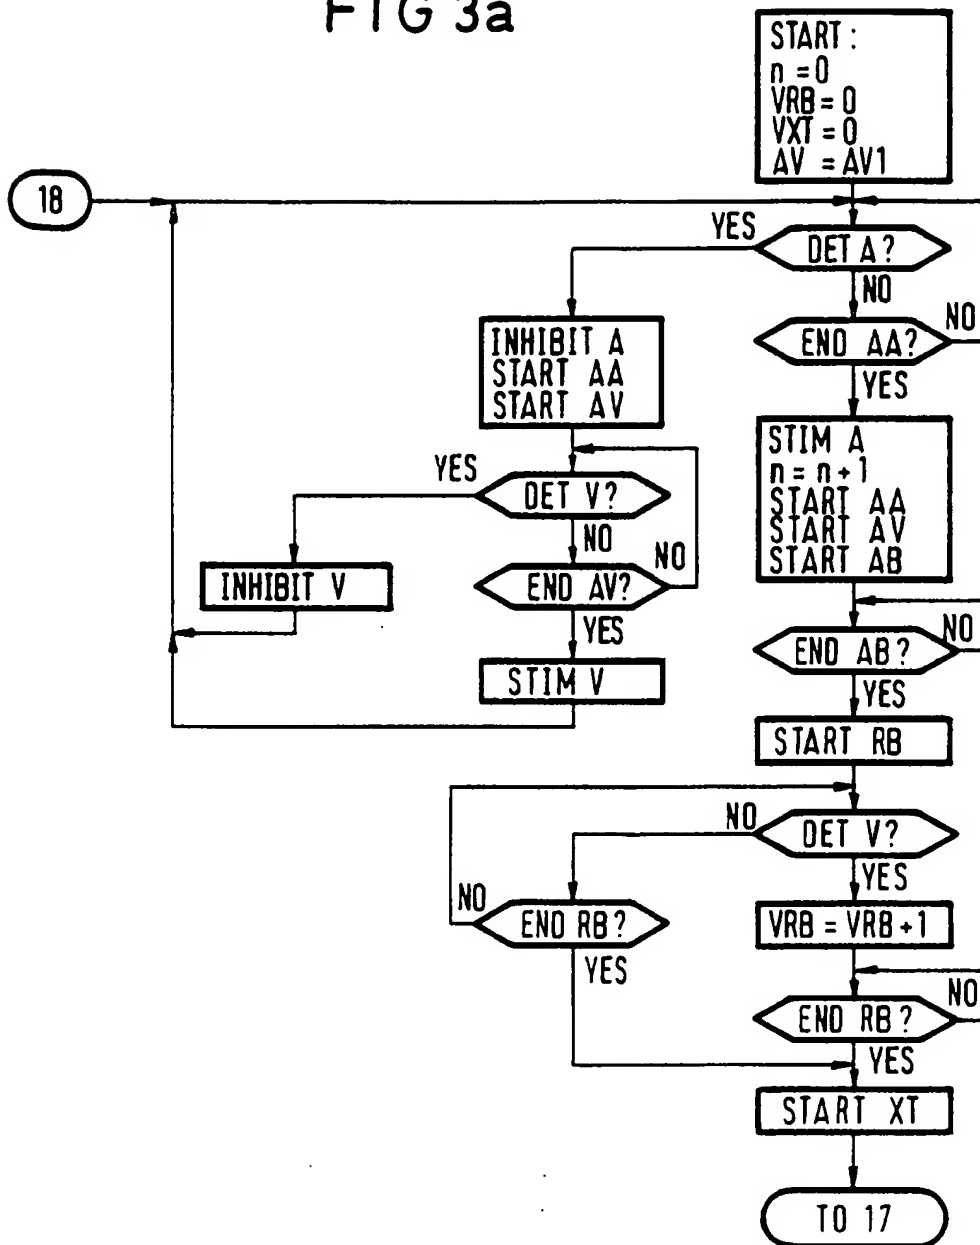 FIG 3a
START:
n = 0
VRB = 0
VXT = 0
AV = AV1
18
YES
DET A?
NO
END AA?
NO
YES
INHIBIT A
START AA
START AV
STIM A
n = n + 1
START AA
START AV
START AB
YES
DET V?
NO
NO
END AV?
YES
INHIBIT V
STIM V
END AB?
NO
YES
START RB
NO
DET V?
YES
NO
END RB?
YES
VRB = VRB + 1
END RB?
NO
YES
START XT
TO 17